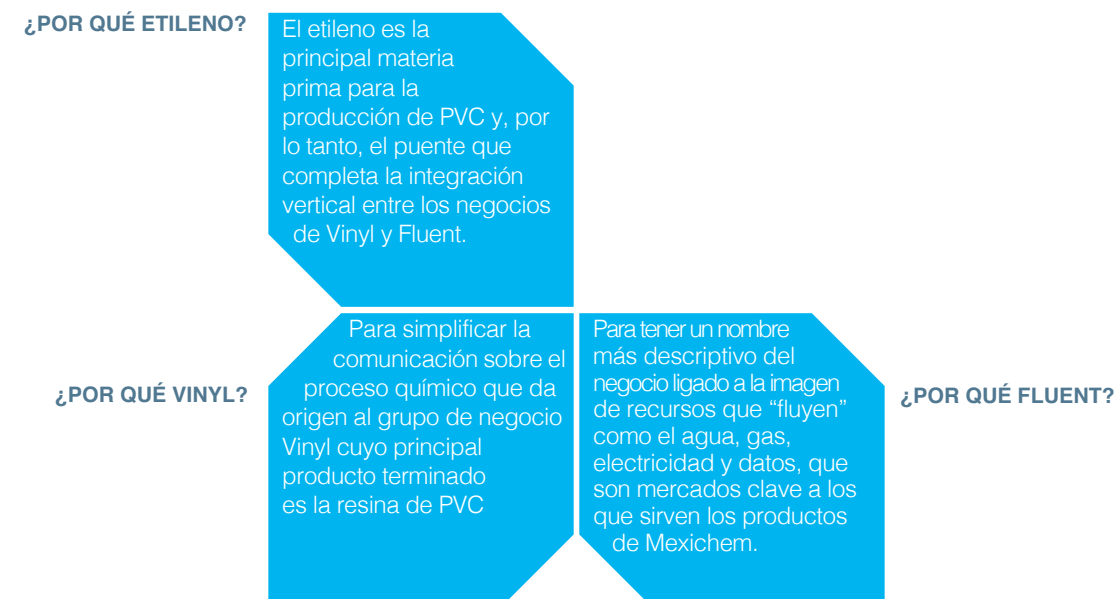 ¿POR QUÉ ETILENO?
El etileno es la
principal materia
prima para la
producción de PVC y, por
lo tanto, el puente que
completa la integración
vertical entre los negocios
de Vinyl y Fluent.
¿POR QUÉ VINYL?
Para simplificar la
comunicación sobre el
proceso químico que da
origen al grupo de negocio
Vinyl cuyo principal
producto terminado
es la resina de PVC
¿POR QUÉ FLUENT?
Para tener un nombre
más descriptivo del
negocio ligado a la imagen
de recursos que “fluyen”
como el agua, gas,
electricidad y datos, que
son mercados clave a los
que sirven los productos
de Mexichem.